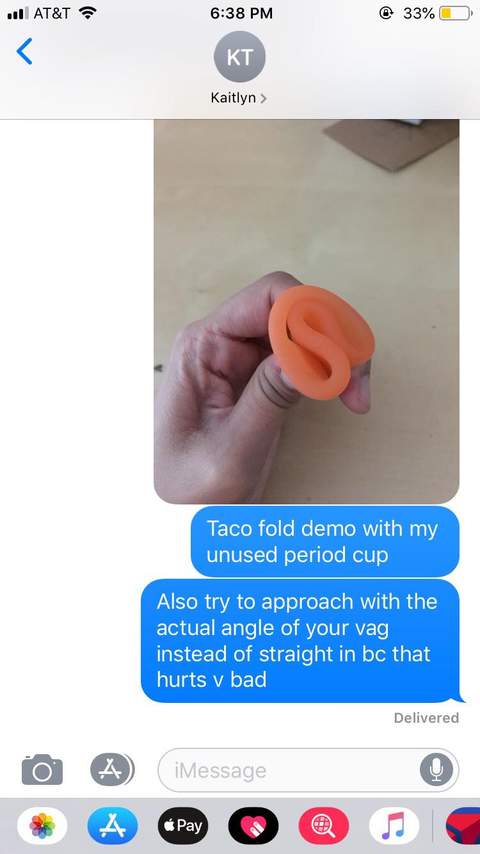 AT&T 6:38 PM 33%
KT
Kaitlyn >
Taco fold demo with my
unused period cup
Also try to approach with the
actual angle of your vag
instead of straight in bc that
hurts v bad
Delivered
iMessage
Pay